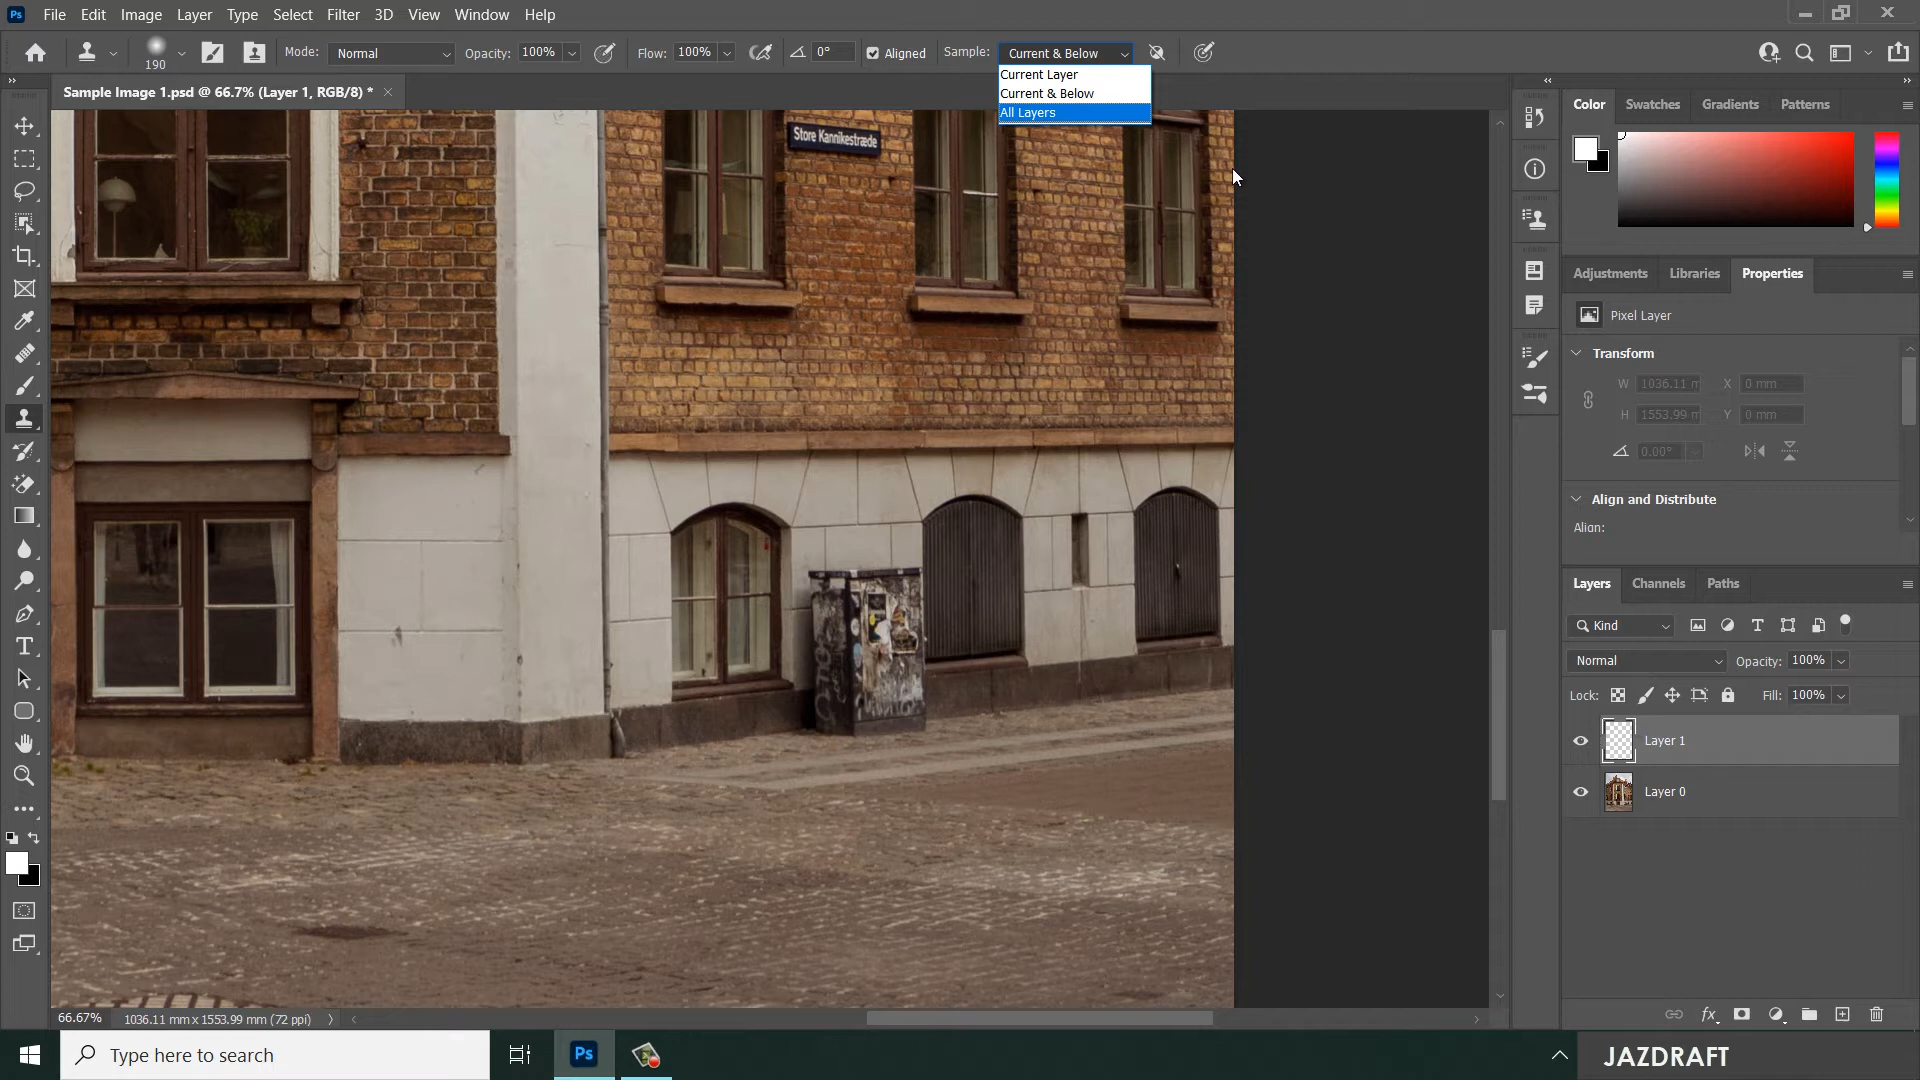 Ps File Edit Image Layer Type Select Filter 3D View Window Help
190 Mode: Normal Opacity: 100% Flow: 100% 0° Aligned Sample: Current & Below
Current Layer
Current & Below
All Layers
Sample Image 1.psd @ 66.7% (Layer 1, RGB/8) *
Store Kannikestræde
Color Swatches Gradients Patterns
Adjustments Libraries Properties
Pixel Layer
Transform
W 1036.11 m X 0 mm
H 1553.99 m Y 0 mm
0.00°
Align and Distribute
Align:
Layers Channels Paths
Kind
Normal Opacity: 100%
Lock: Fill: 100%
Layer 1
Layer 0
fx
66.67% 1036.11 mm x 1553.99 mm (72 ppi)
Type here to search
Ps
JAZDRAFT